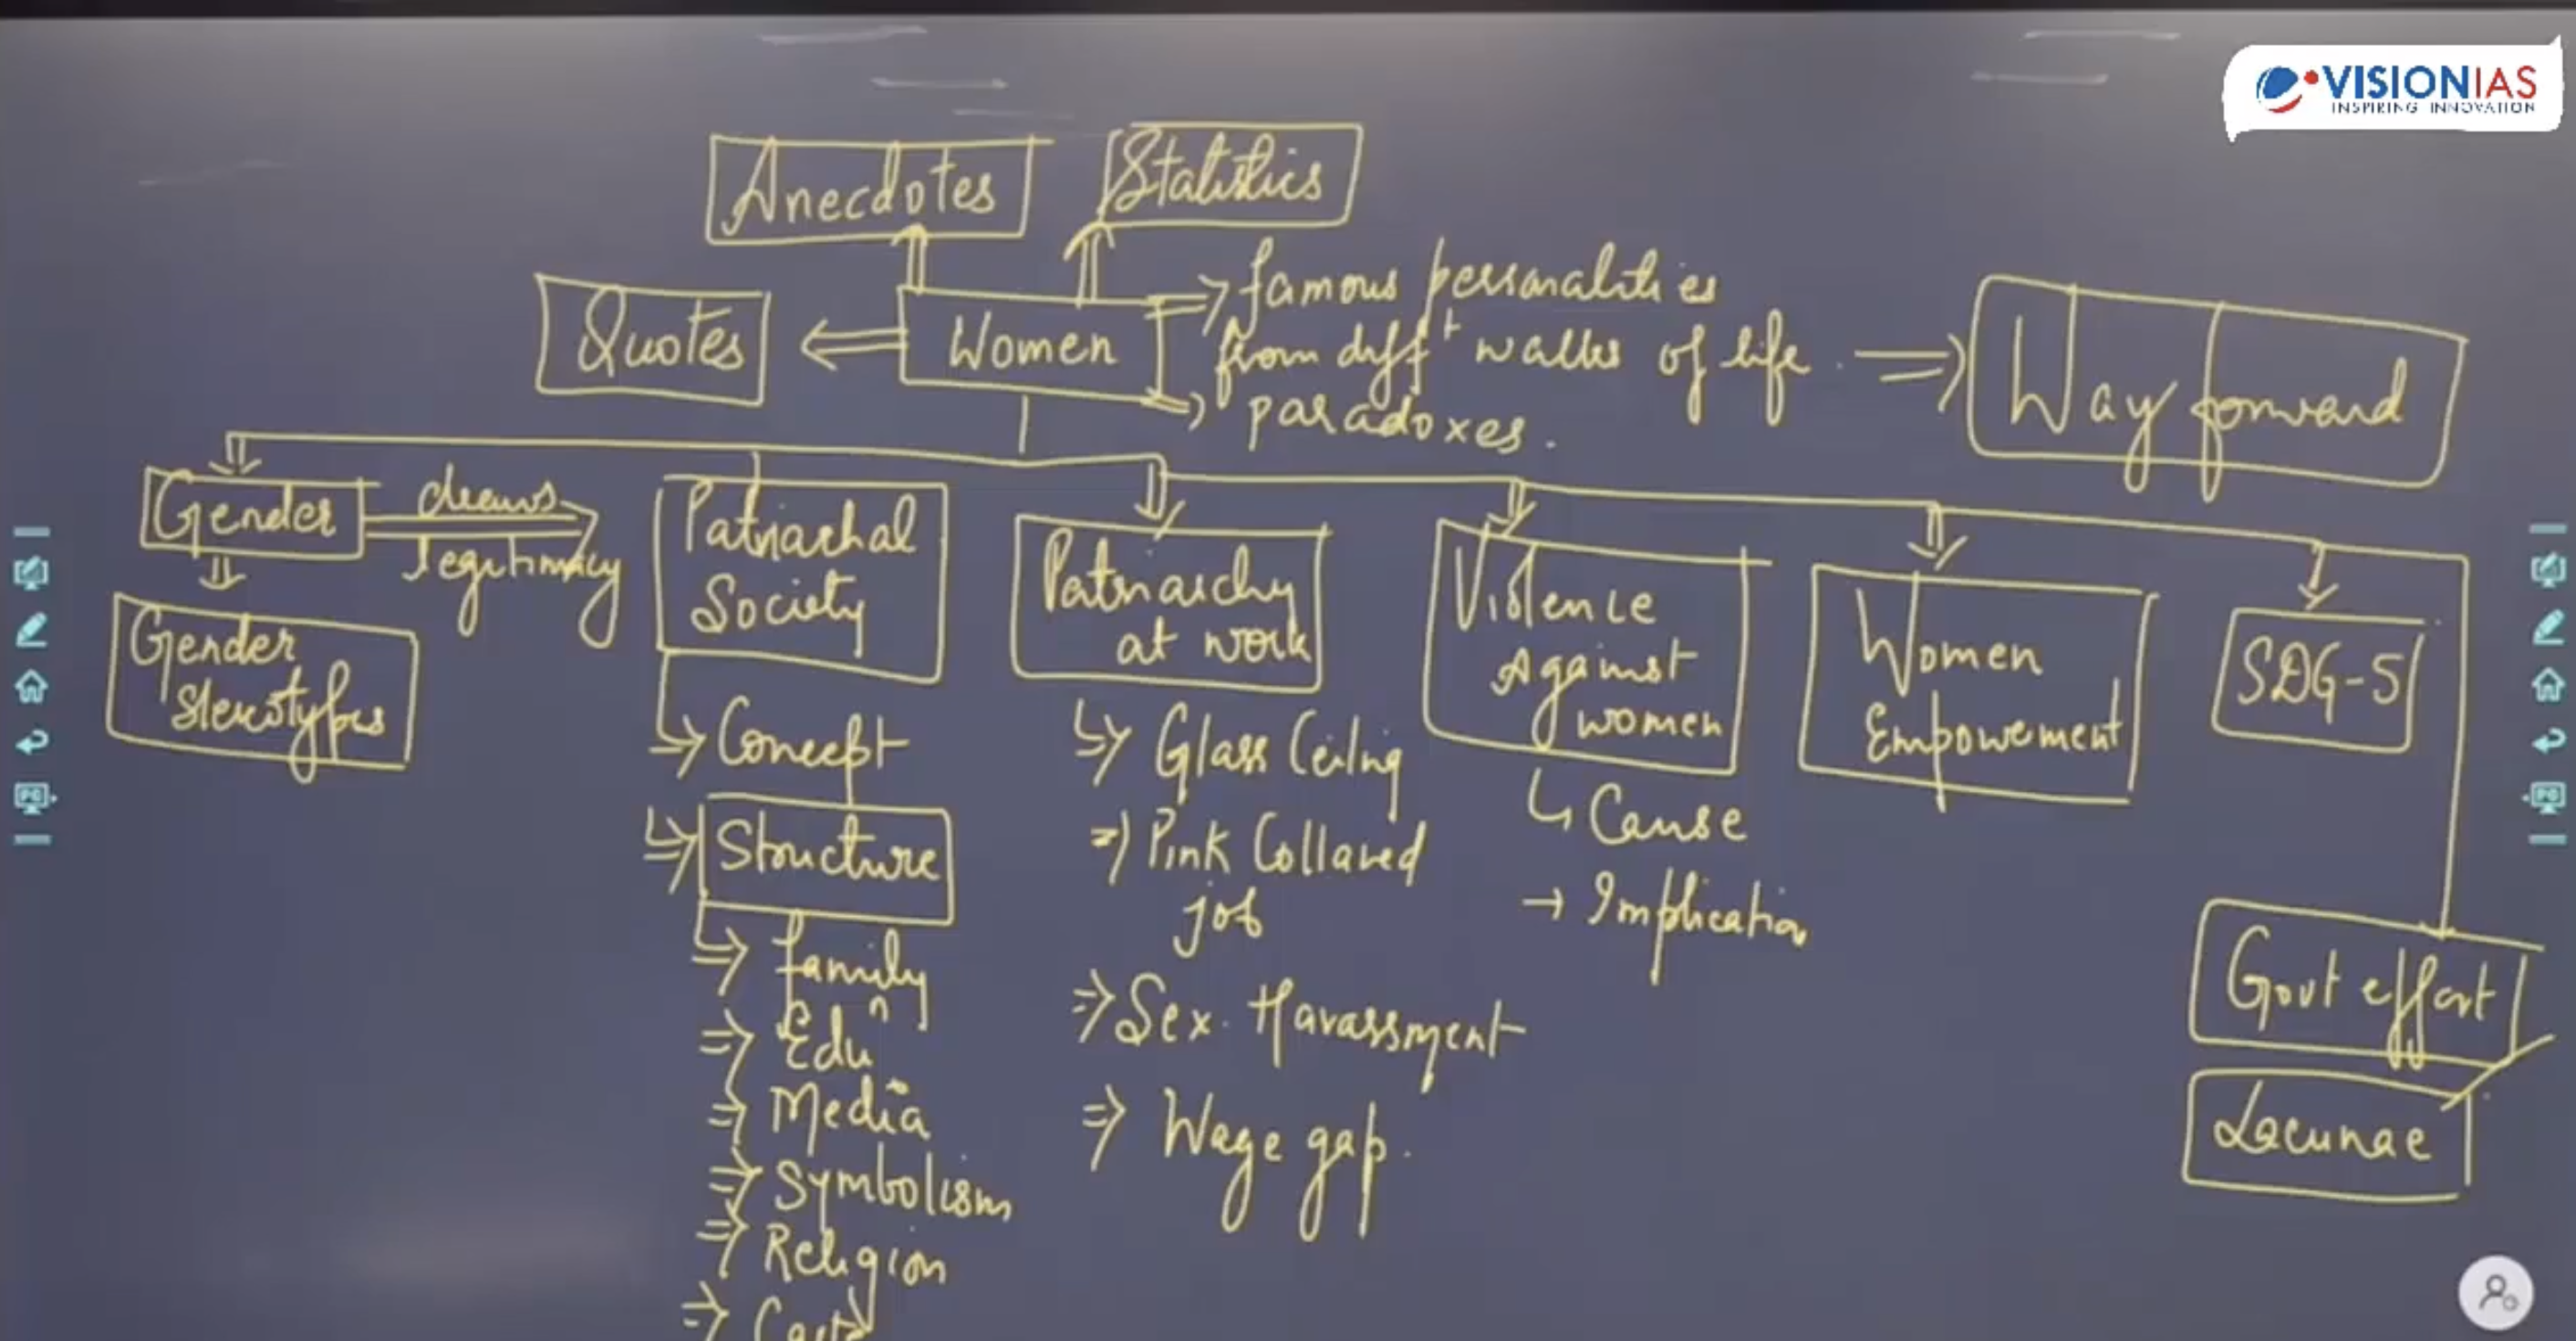 VISIONIAS
INSPIRING INNOVATION
Anecdotes
Statistics
Quotes
Women
famous personalities
from diff^t walks of life
paradoxes.
Way forward
Gender
draws
legitimacy
Gender
Stereotypes
Patriachal
Society
Concept
Structure
family
Edu^n
Media
Symbolism
Religion
Caste
Patriarchy
at work
Glass Ceiling
Pink Collared
job
Sex. Harassment
Wage gap.
Violence
Against
women
Cause
Implication
Women
Empowement
SDG-5
Govt effort
Lacunae